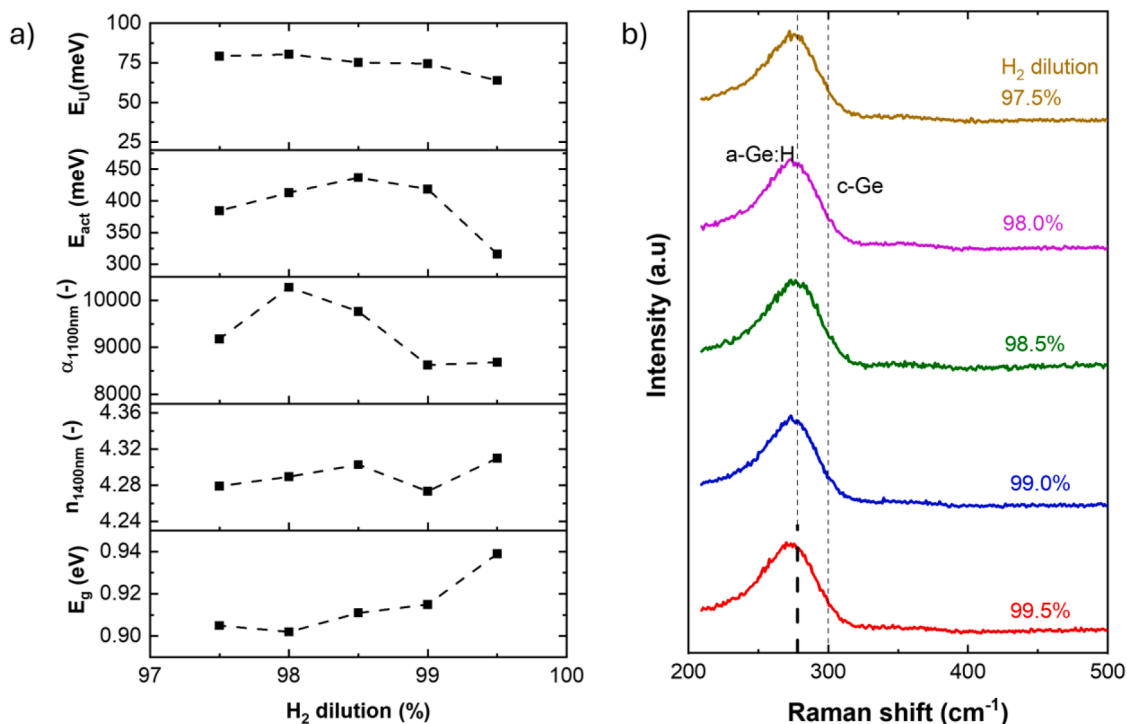 a)
E_U(meV)
100
75
50
25
E_act (meV)
450
400
350
300
α_1100nm (-)
10000
9000
8000
n_1400nm (-)
4.36
4.32
4.28
4.24
E_g (eV)
0.94
0.92
0.90
97 98 99 100
H₂ dilution (%)
b)
Intensity (a.u)
H₂ dilution
97.5%
a-Ge:H
c-Ge
98.0%
98.5%
99.0%
99.5%
200 300 400 500
Raman shift (cm⁻¹)